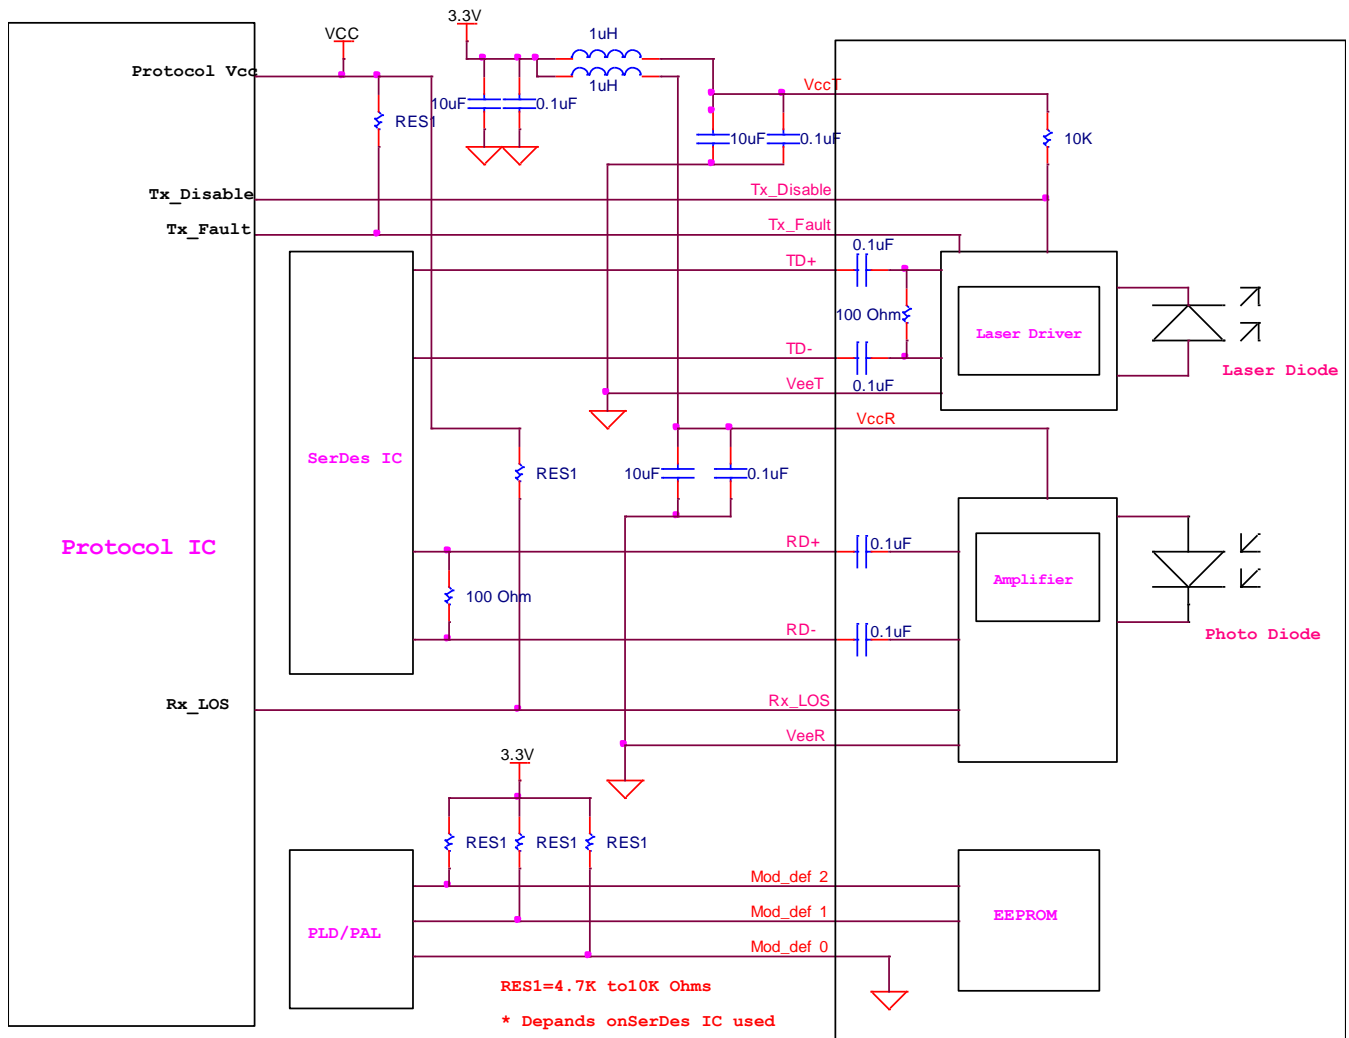 3.3V
1uH
VCC
Protocol Vcc
1uH
VccT
10uF
0.1uF
RES1
10uF
0.1uF
10K
Tx_Disable
Tx_Disable
Tx_Fault
Tx_Fault
0.1uF
TD+
100 Ohm
Laser Driver
TD-
Laser Diode
VeeT
0.1uF
VccR
SerDes IC
RES1
10uF
0.1uF
Protocol IC
RD+
0.1uF
Amplifier
100 Ohm
RD-
0.1uF
Photo Diode
Rx_LOS
Rx_LOS
VeeR
3.3V
RES1
RES1
RES1
Mod_def 2
Mod_def 1
EEPROM
PLD/PAL
Mod_def 0
RES1=4.7K to10K Ohms
* Depands onSerDes IC used